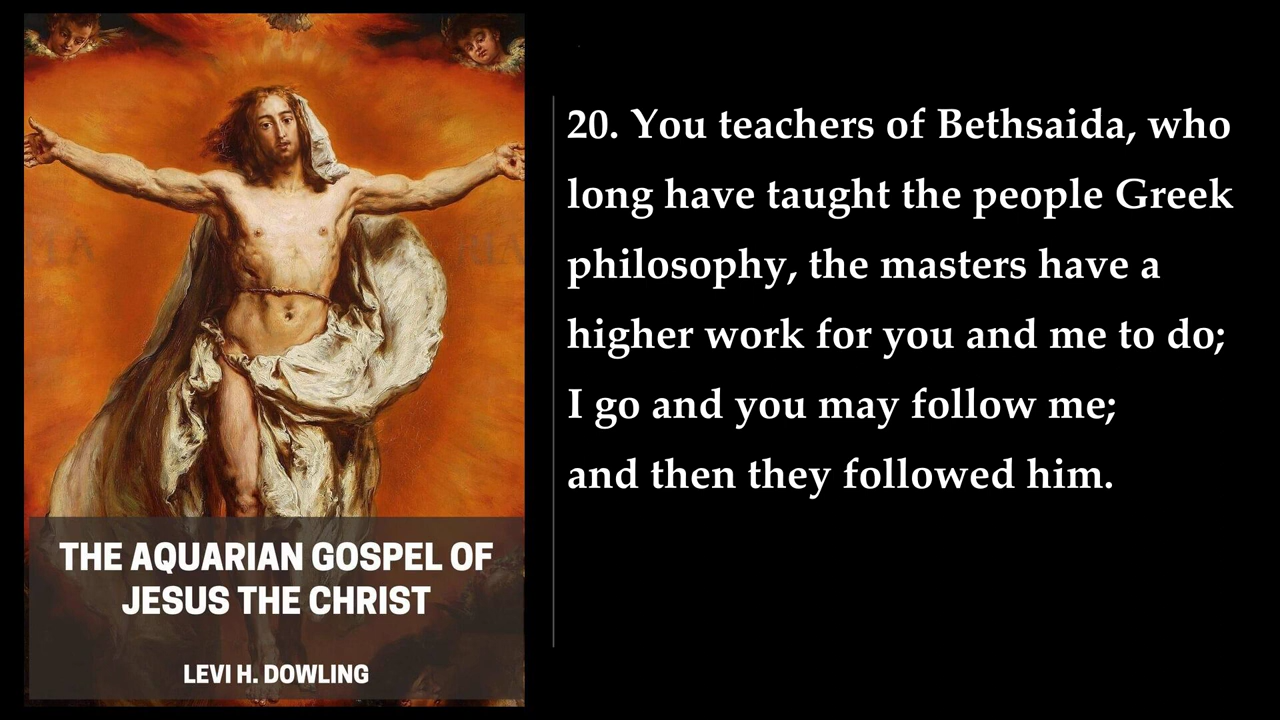 20. You teachers of Bethsaida, who
long have taught the people Greek
philosophy, the masters have a
higher work for you and me to do;
I go and you may follow me;
and then they followed him.
THE AQUARIAN GOSPEL OF
JESUS THE CHRIST
LEVI H. DOWLING